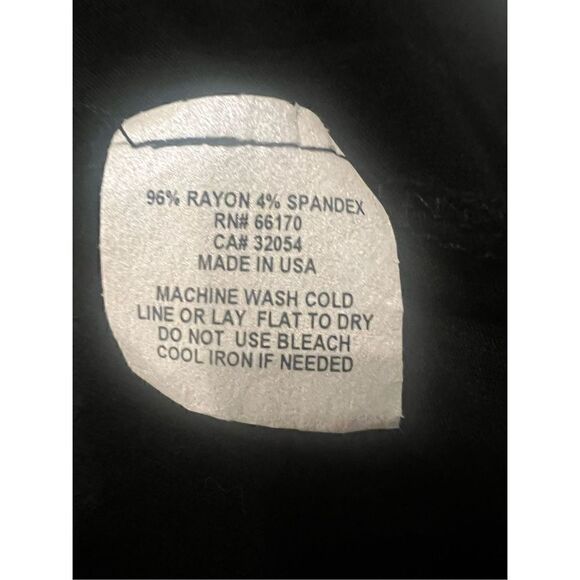 96% RAYON 4% SPANDEX
RN# 66170
CA# 32054
MADE IN USA
MACHINE WASH COLD
LINE OR LAY FLAT TO DRY
DO NOT USE BLEACH
COOL IRON IF NEEDED